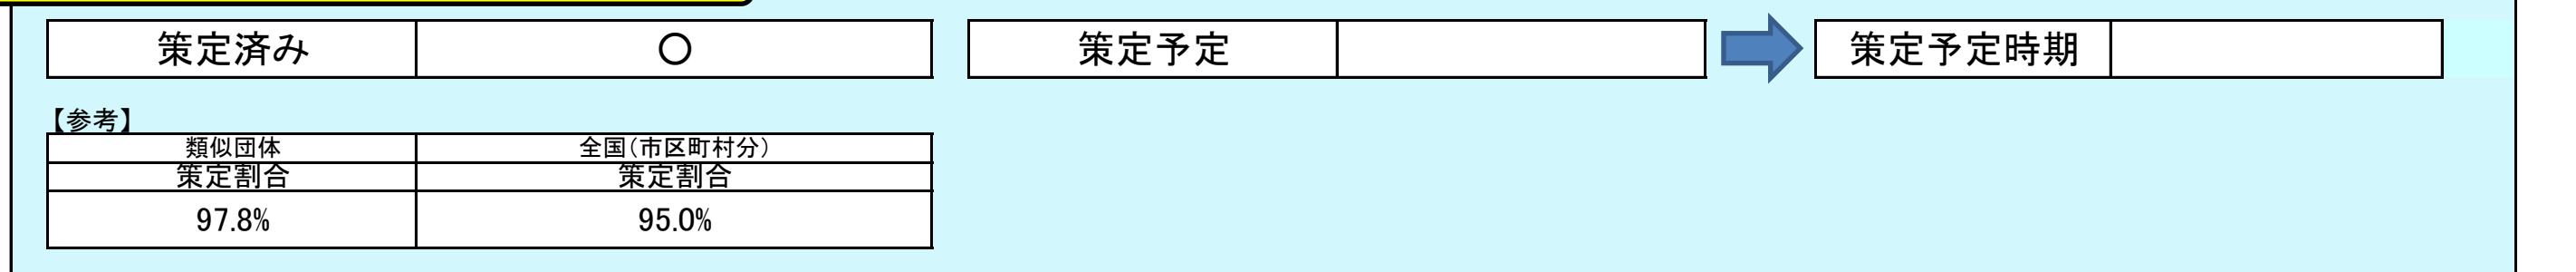 策定済み ○ 策定予定 策定予定時期
【参考】
類似団体 全国(市区町村分)
策定割合 策定割合
97.8% 95.0%